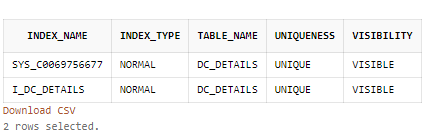 INDEX_NAME INDEX_TYPE TABLE_NAME UNIQUENESS VISIBILITY
SYS_C0069756677 NORMAL DC_DETAILS UNIQUE VISIBLE
I_DC_DETAILS NORMAL DC_DETAILS UNIQUE VISIBLE
Download CSV
2 rows selected.